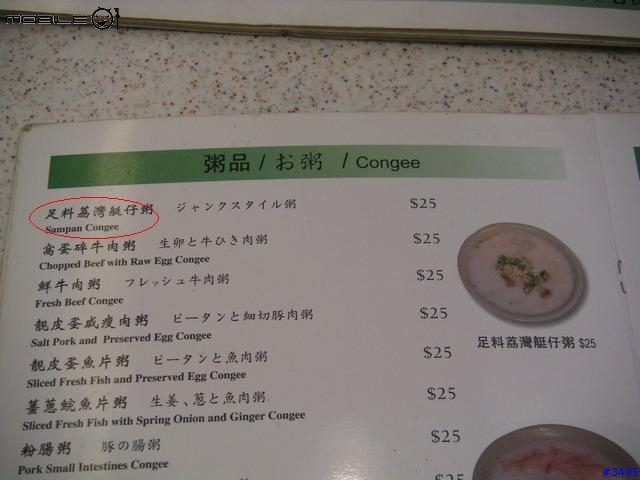 MOBILE01
粥品 / お粥 / Congee
足料荔灣艇仔粥 ジャンクスタイル粥 $25
Sampan Congee
窩蛋碎牛肉粥 生卵と牛ひき肉粥 $25
Chopped Beef with Raw Egg Congee
鮮牛肉粥 フレッシュ牛肉粥 $25
Fresh Beef Congee
靚皮蛋咸瘦肉粥 ピータンと細切豚肉粥 $25
Salt Pork and Preserved Egg Congee
足料荔灣艇仔粥 $25
靚皮蛋魚片粥 ピータンと魚肉粥 $25
Sliced Fresh Fish and Preserved Egg Congee
薑蔥鯇魚片粥 生姜、葱と魚肉粥 $25
Sliced Fresh Fish with Spring Onion and Ginger Congee
粉腸粥 豚の腸粥 $25
Pork Small Intestines Congee
$25
#3405